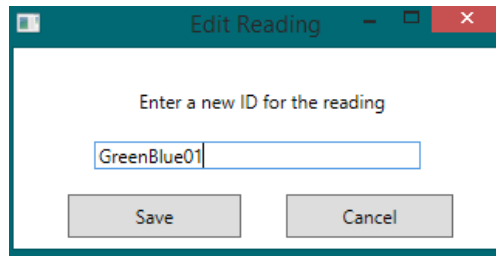 Edit Reading
Enter a new ID for the reading
GreenBlue01
Save
Cancel